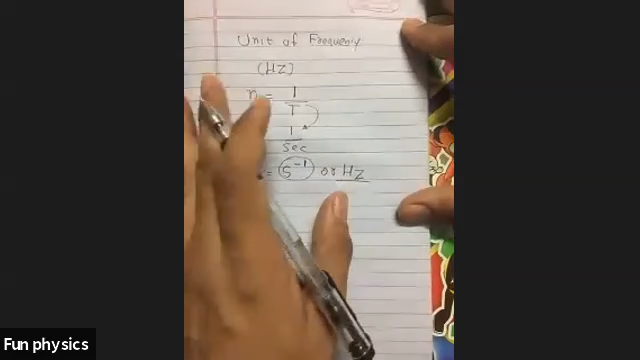 Unit of Frequency
(HZ)
n = 1
T
1
sec
= S⁻¹ or HZ
Fun physics